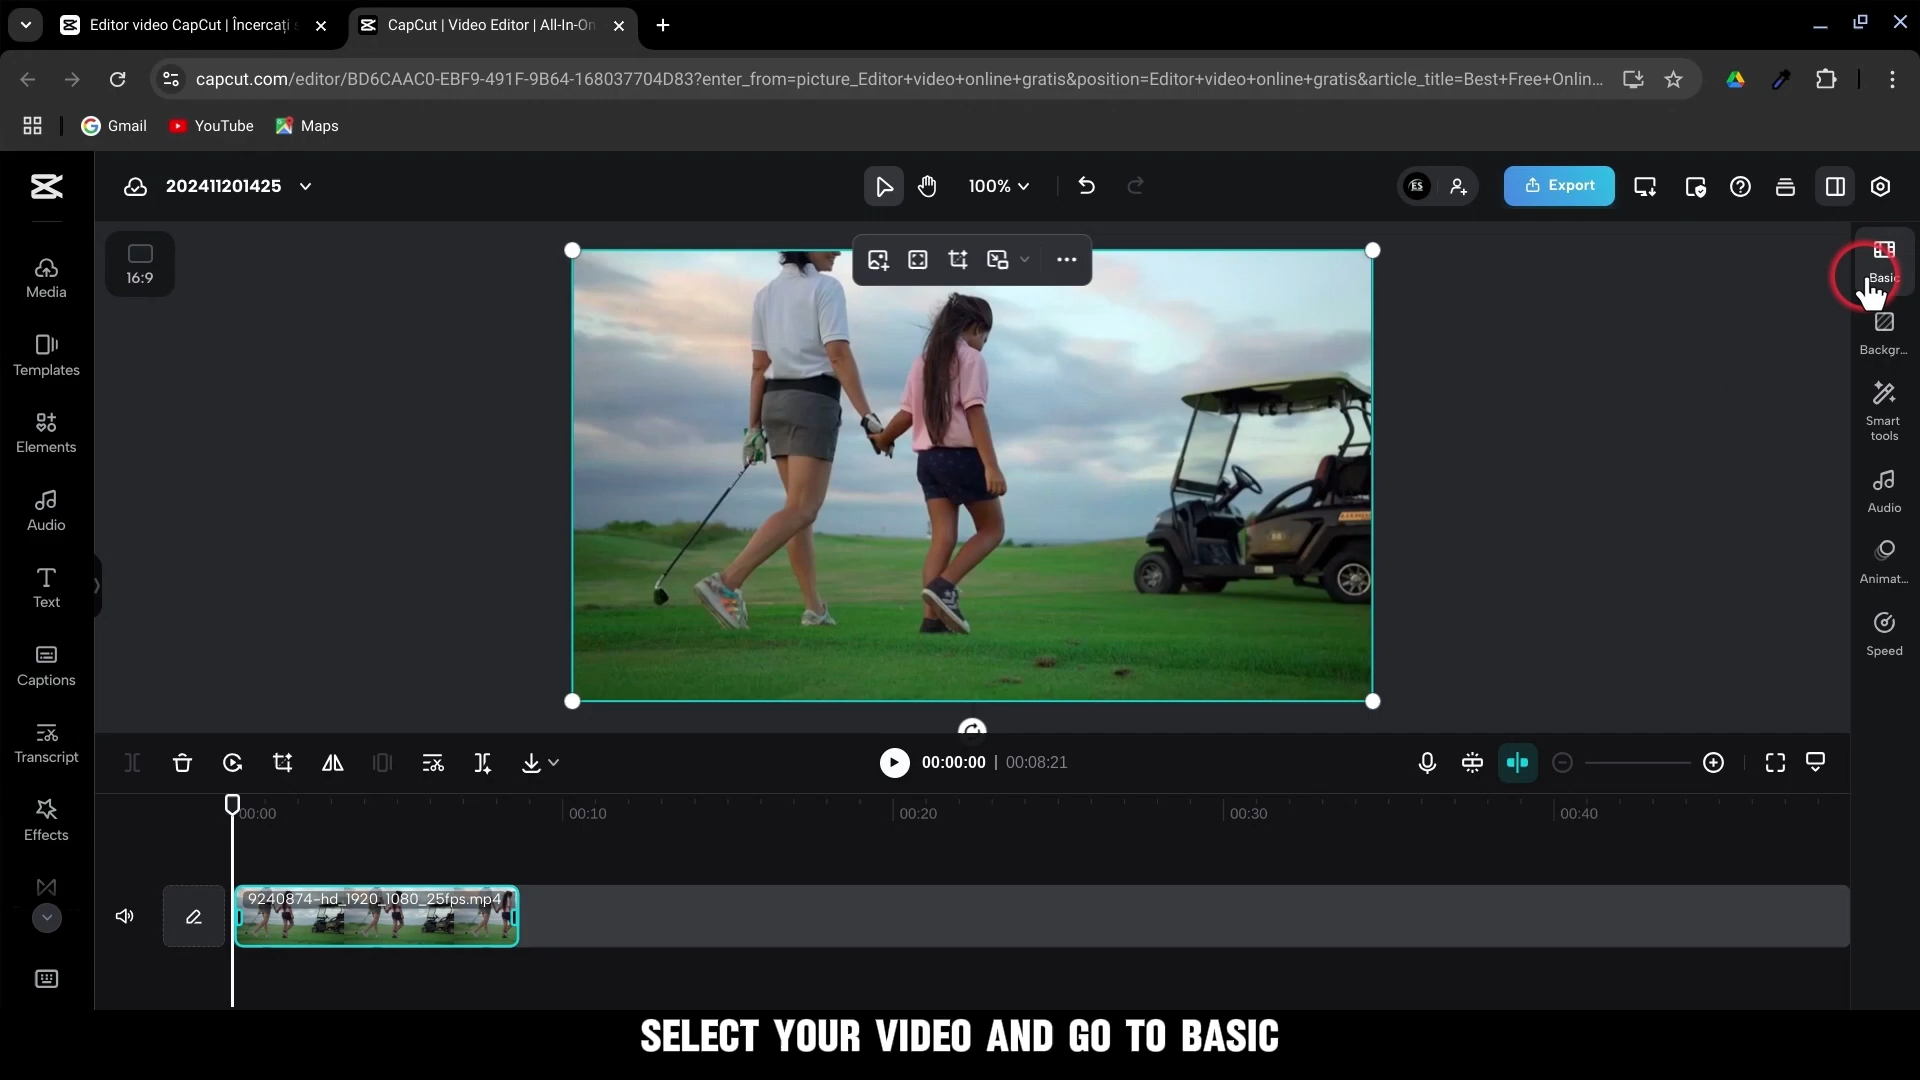 Editor video CapCut | Încercați
CapCut | Video Editor | All-In-On
capcut.com/editor/BD6CAAC0-EBF9-491F-9B64-168037704D83?enter_from=picture_Editor+video+online+gratis&position=Editor+video+online+gratis&article_title=Best+Free+Onlin...
Gmail
YouTube
Maps
202411201425
100%
ES
Export
16:9
Media
Templates
Elements
Audio
Text
Captions
Transcript
Effects
Basic
Backgr...
Smart
tools
Audio
Animat...
Speed
00:00:00 | 00:08:21
00:00
00:10
00:20
00:30
00:40
9240874-hd_1920_1080_25fps.mp4
SELECT YOUR VIDEO AND GO TO BASIC